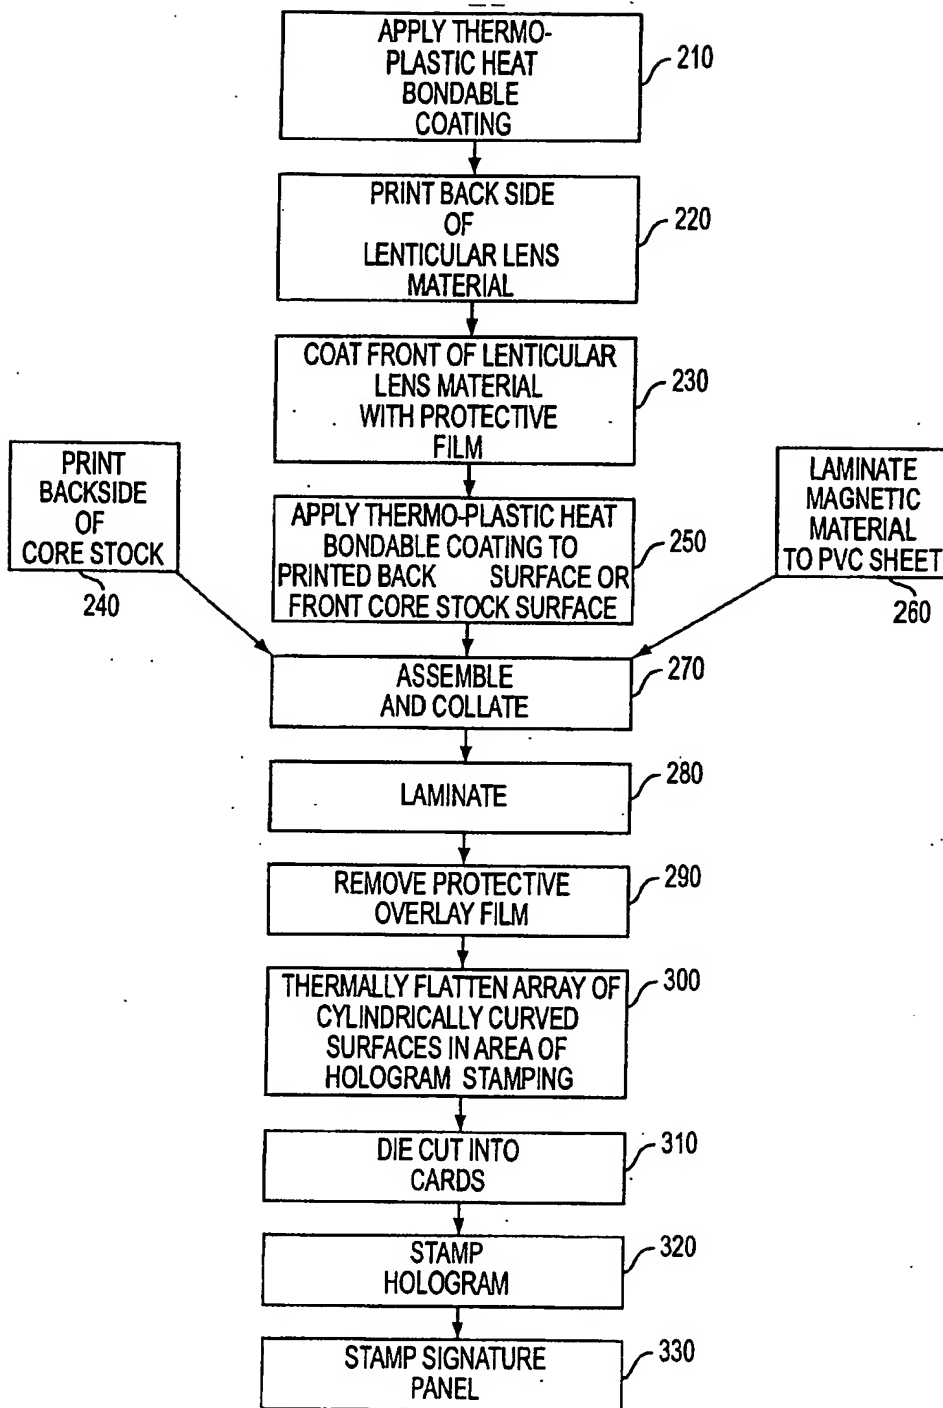 APPLY THERMO-
PLASTIC HEAT
BONDABLE
COATING
210
PRINT BACK SIDE
OF
LENTICULAR LENS
MATERIAL
220
COAT FRONT OF LENTICULAR
LENS MATERIAL
WITH PROTECTIVE
FILM
230
PRINT
BACKSIDE
OF
CORE STOCK
240
APPLY THERMO-PLASTIC HEAT
BONDABLE COATING TO
PRINTED BACK SURFACE OR
FRONT CORE STOCK SURFACE
250
LAMINATE
MAGNETIC
MATERIAL
TO PVC SHEET
260
ASSEMBLE
AND COLLATE
270
LAMINATE
280
REMOVE PROTECTIVE
OVERLAY FILM
290
THERMALLY FLATTEN ARRAY OF
CYLINDRICALLY CURVED
SURFACES IN AREA OF
HOLOGRAM STAMPING
300
DIE CUT INTO
CARDS
310
STAMP
HOLOGRAM
320
STAMP SIGNATURE
PANEL
330